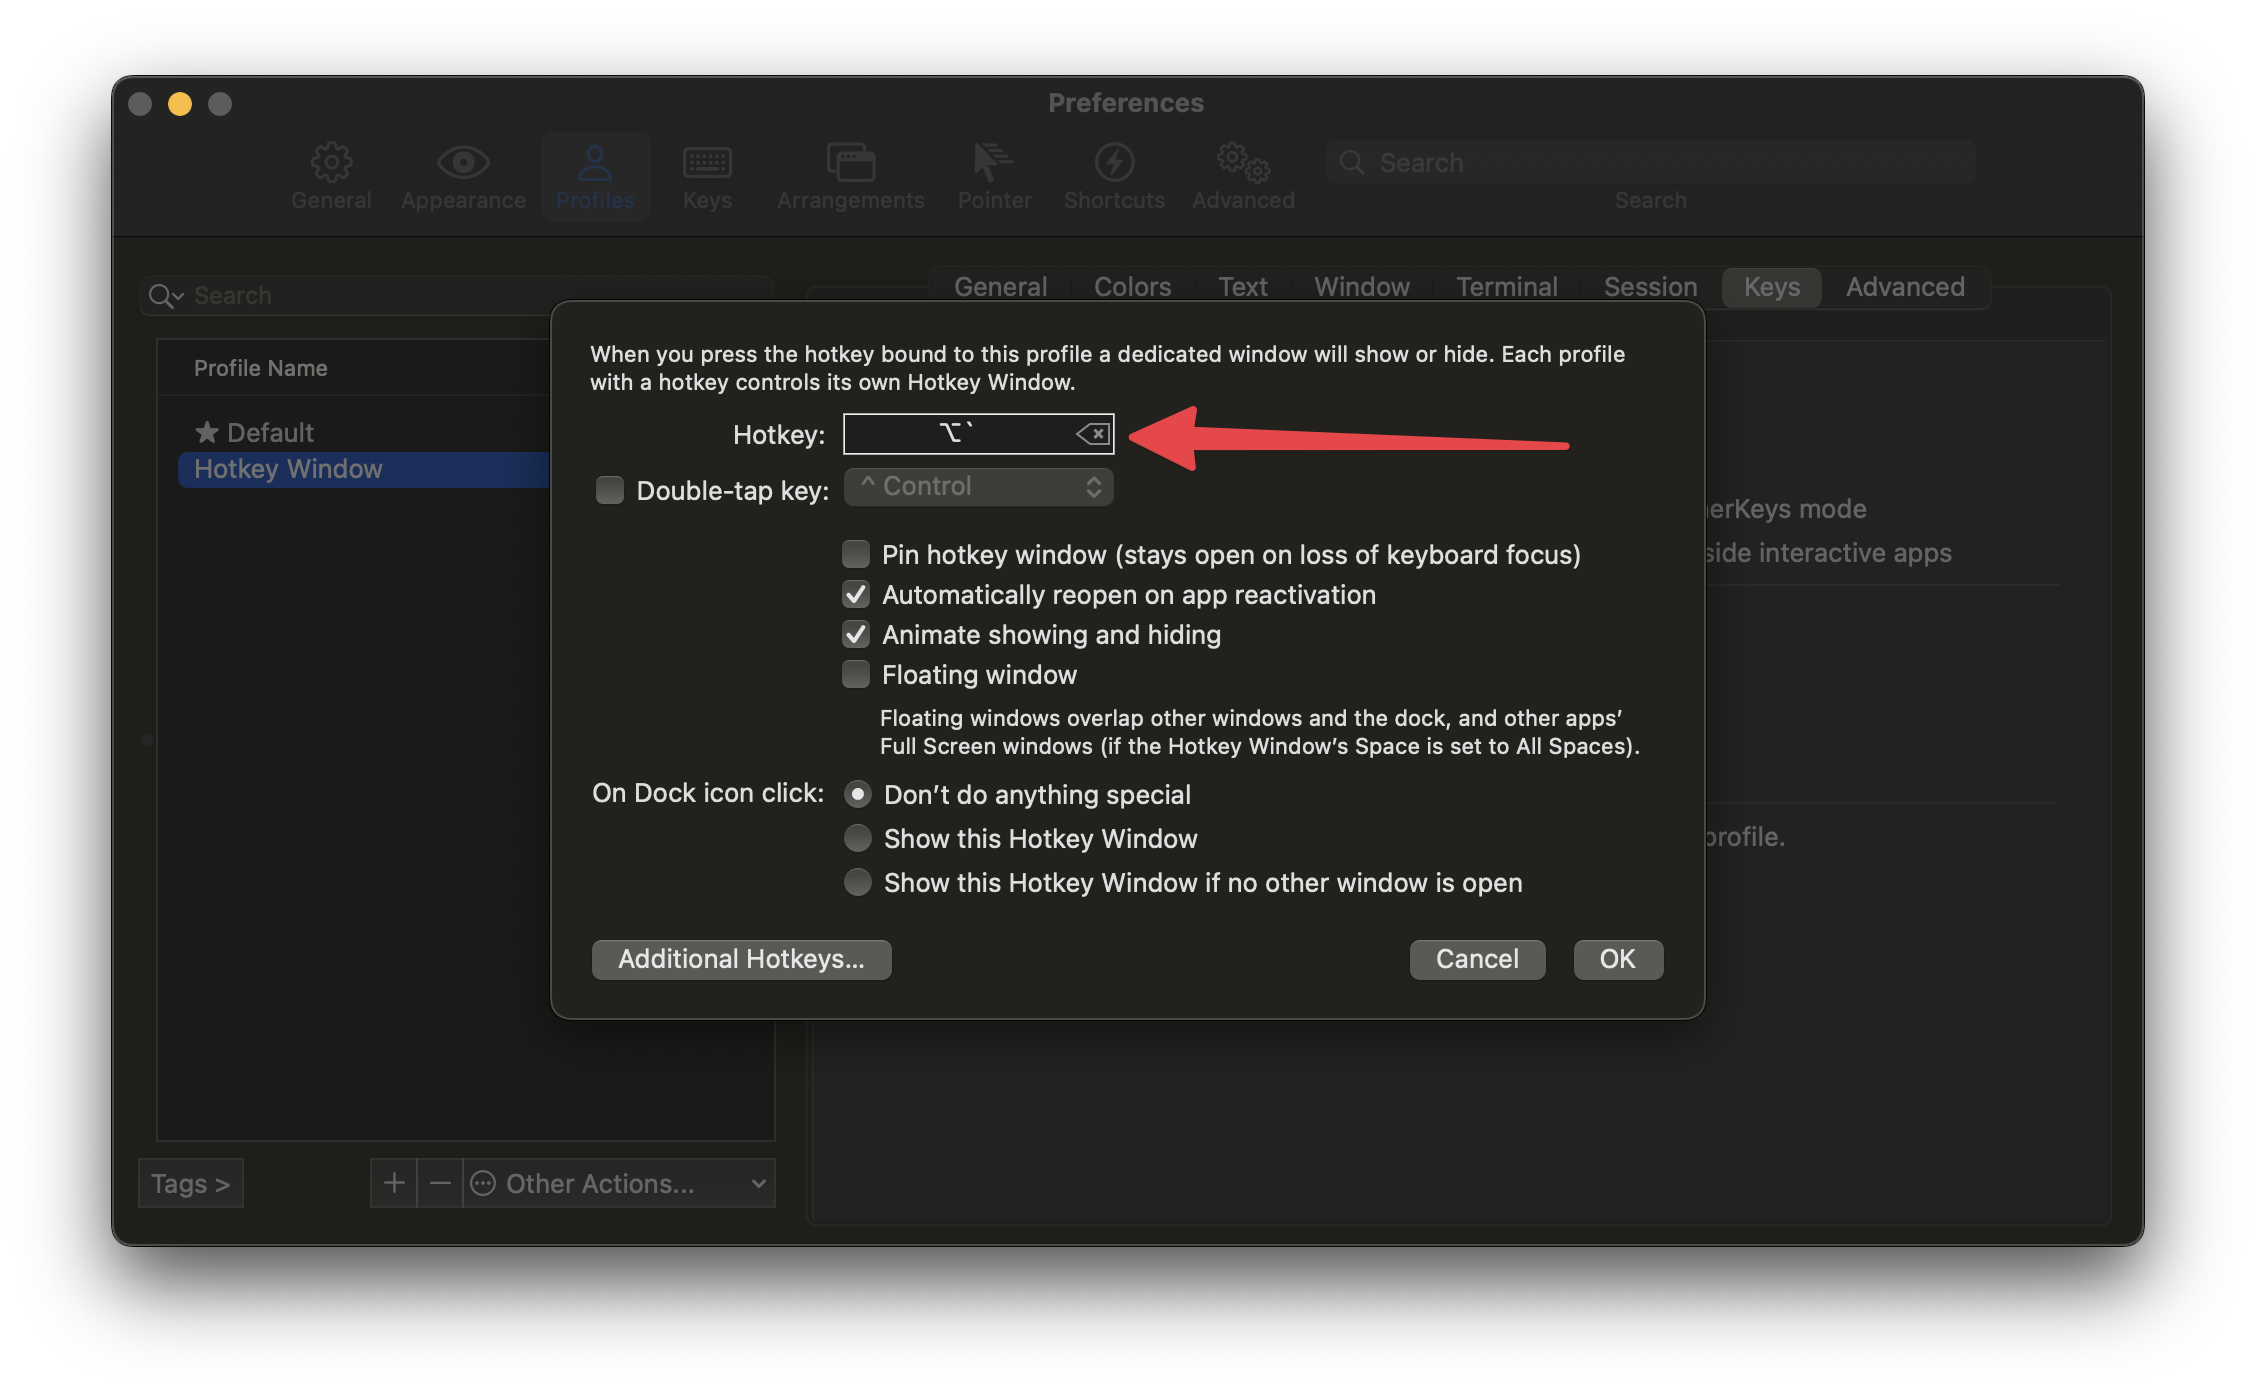 Preferences
General
Appearance
Profiles
Keys
Arrangements
Pointer
Shortcuts
Advanced
Search
Search
Search
General
Colors
Text
Window
Terminal
Session
Keys
Advanced
Profile Name
★ Default
Hotkey Window
When you press the hotkey bound to this profile a dedicated window will show or hide. Each profile
with a hotkey controls its own Hotkey Window.
Hotkey: ⌥`
Double-tap key: ^ Control
Pin hotkey window (stays open on loss of keyboard focus)
Automatically reopen on app reactivation
Animate showing and hiding
Floating window
Floating windows overlap other windows and the dock, and other apps’
Full Screen windows (if the Hotkey Window’s Space is set to All Spaces).
On Dock icon click:
Don’t do anything special
Show this Hotkey Window
Show this Hotkey Window if no other window is open
Additional Hotkeys...
Cancel
OK
mode
interactive apps
profile.
Tags >
+
−
Other Actions...